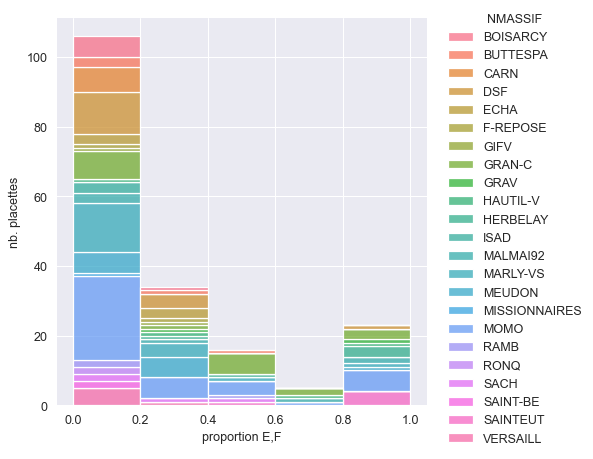 NMASSIF
BOISARCY
BUTTESPA
CARN
DSF
ECHA
F-REPOSE
GIFV
GRAN-C
GRAV
HAUTIL-V
HERBELAY
ISAD
MALMAI92
MARLY-VS
MEUDON
MISSIONNAIRES
MOMO
RAMB
RONQ
SACH
SAINT-BE
SAINTEUT
VERSAILL
nb. placettes
100
80
60
40
20
0
0.0 0.2 0.4 0.6 0.8 1.0
proportion E,F